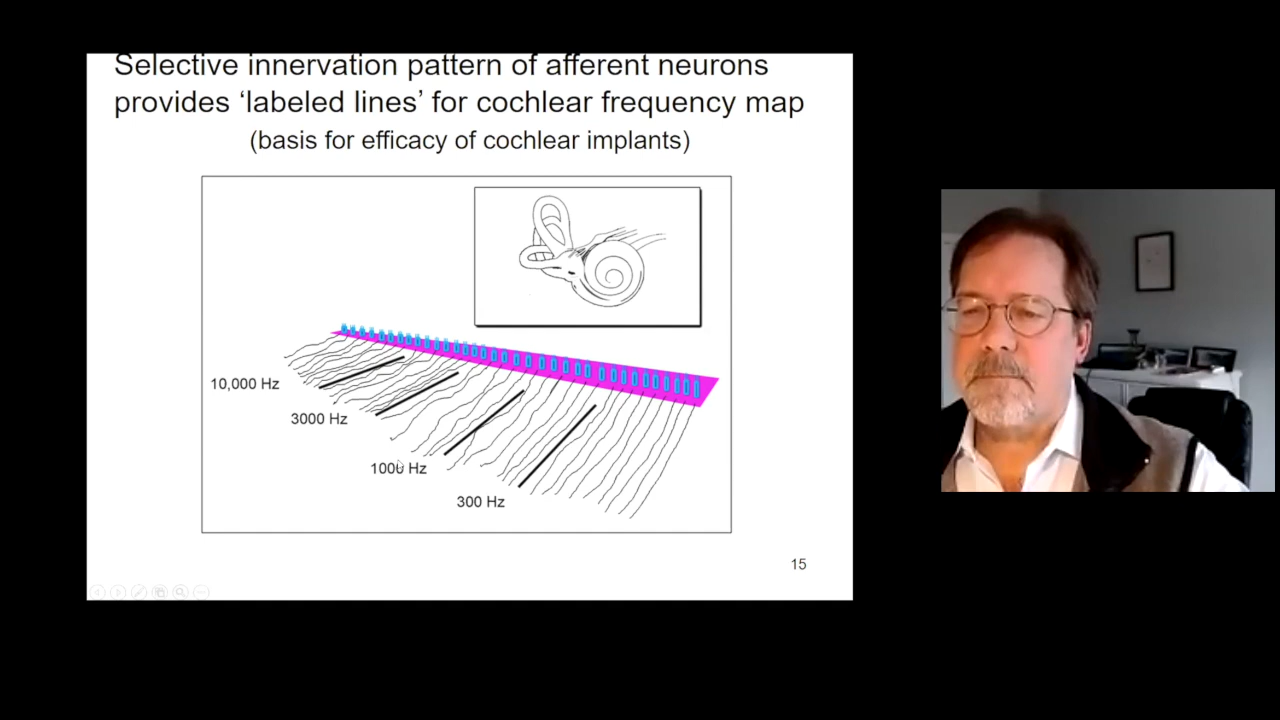 Selective innervation pattern of afferent neurons
provides ‘labeled lines’ for cochlear frequency map
(basis for efficacy of cochlear implants)
10,000 Hz
3000 Hz
1000 Hz
300 Hz
15